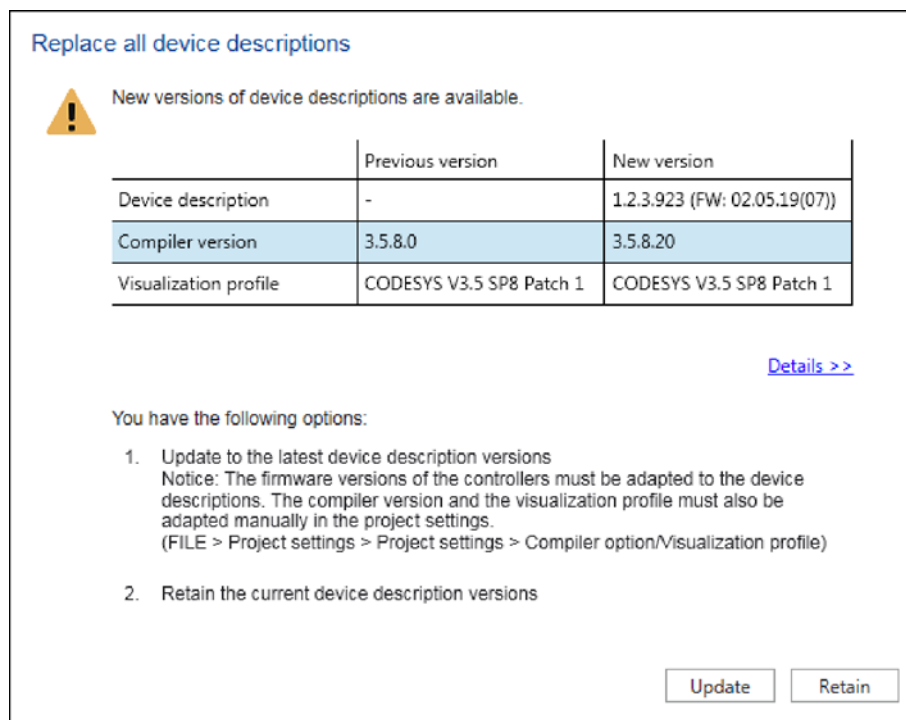 Replace all device descriptions
New versions of device descriptions are available.
Previous version New version
Device description - 1.2.3.923 (FW: 02.05.19(07))
Compiler version 3.5.8.0 3.5.8.20
Visualization profile CODESYS V3.5 SP8 Patch 1 CODESYS V3.5 SP8 Patch 1
Details >>
You have the following options:
1. Update to the latest device description versions
Notice: The firmware versions of the controllers must be adapted to the device
descriptions. The compiler version and the visualization profile must also be
adapted manually in the project settings.
(FILE > Project settings > Project settings > Compiler option/Visualization profile)
2. Retain the current device description versions
Update Retain